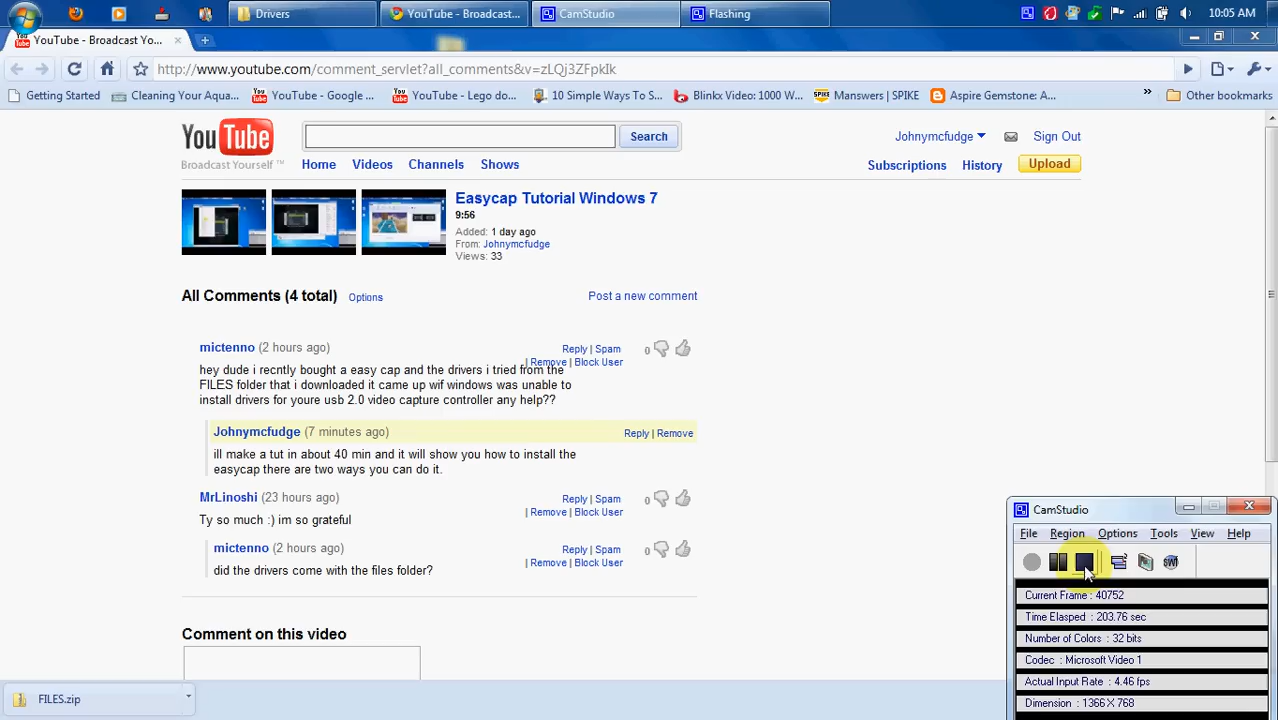 Drivers
YouTube - Broadcast...
CamStudio
Flashing
10:05 AM
YouTube - Broadcast Yo...
http://www.youtube.com/comment_servlet?all_comments&v=zLQj3ZFpkIk
Getting Started
Cleaning Your Aqua...
YouTube - Google ...
YouTube - Lego do...
10 Simple Ways To S...
Blinkx Video: 1000 W...
Manswers | SPIKE
Aspire Gemstone: A...
Other bookmarks
YouTube
Broadcast Yourself ™
Search
Johnymcfudge
Sign Out
Home
Videos
Channels
Shows
Subscriptions
History
Upload
Easycap Tutorial Windows 7
9:56
Added: 1 day ago
From: Johnymcfudge
Views: 33
All Comments (4 total)
Options
Post a new comment
mictenno (2 hours ago)
Reply | Spam
| Remove | Block User
0
hey dude i recntly bought a easy cap and the drivers i tried from the
FILES folder that i downloaded it came up wif windows was unable to
install drivers for youre usb 2.0 video capture controller any help??
Johnymcfudge (7 minutes ago)
Reply | Remove
ill make a tut in about 40 min and it will show you how to install the
easycap there are two ways you can do it.
MrLinoshi (23 hours ago)
Reply | Spam
| Remove | Block User
0
Ty so much :) im so grateful
mictenno (2 hours ago)
Reply | Spam
| Remove | Block User
0
did the drivers come with the files folder?
Comment on this video
FILES.zip
CamStudio
File Region Options Tools View Help
SWF
Current Frame : 40752
Time Elasped : 203.76 sec
Number of Colors : 32 bits
Codec : Microsoft Video 1
Actual Input Rate : 4.46 fps
Dimension : 1366 X 768